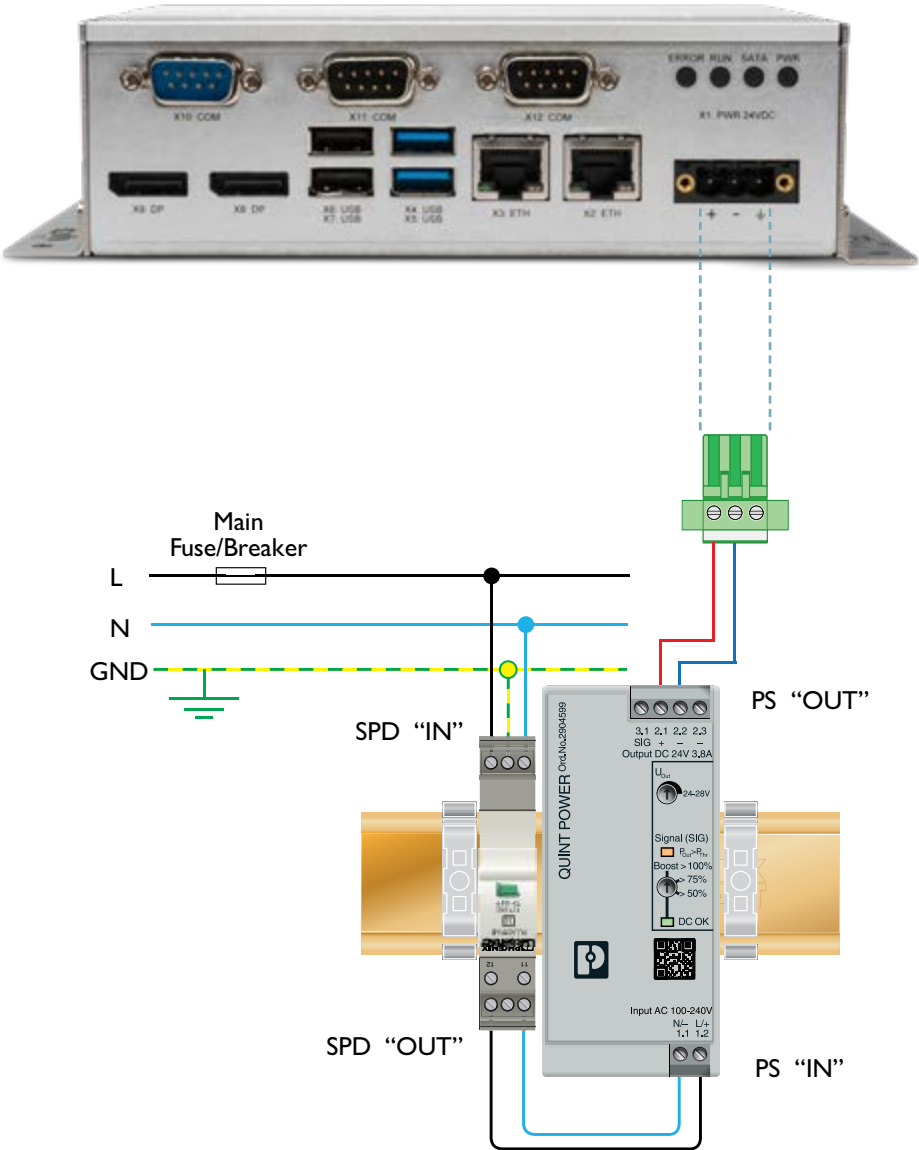 ERROR RUN SATA PWR
X10 COM
X11 COM
X12 COM
X1 PWR 24VDC
X9 DP
X8 DP
X6 USB
X7 USB
X4 USB
X5 USB
X3 ETH
X2 ETH
+ -
Main
Fuse/Breaker
L
N
GND
SPD “IN”
PS “OUT”
3.1 2.1 2.2 2.3
SIG + – –
Output DC 24V 3.8A
QUINT POWER Ord.No.2904599
UOut
24-28V
Signal (SIG)
POut>PThr
Boost > 100%
> 75%
> 50%
DC OK
12 11
SPD “OUT”
Input AC 100-240V
N/– L/+
1.1 1.2
PS “IN”